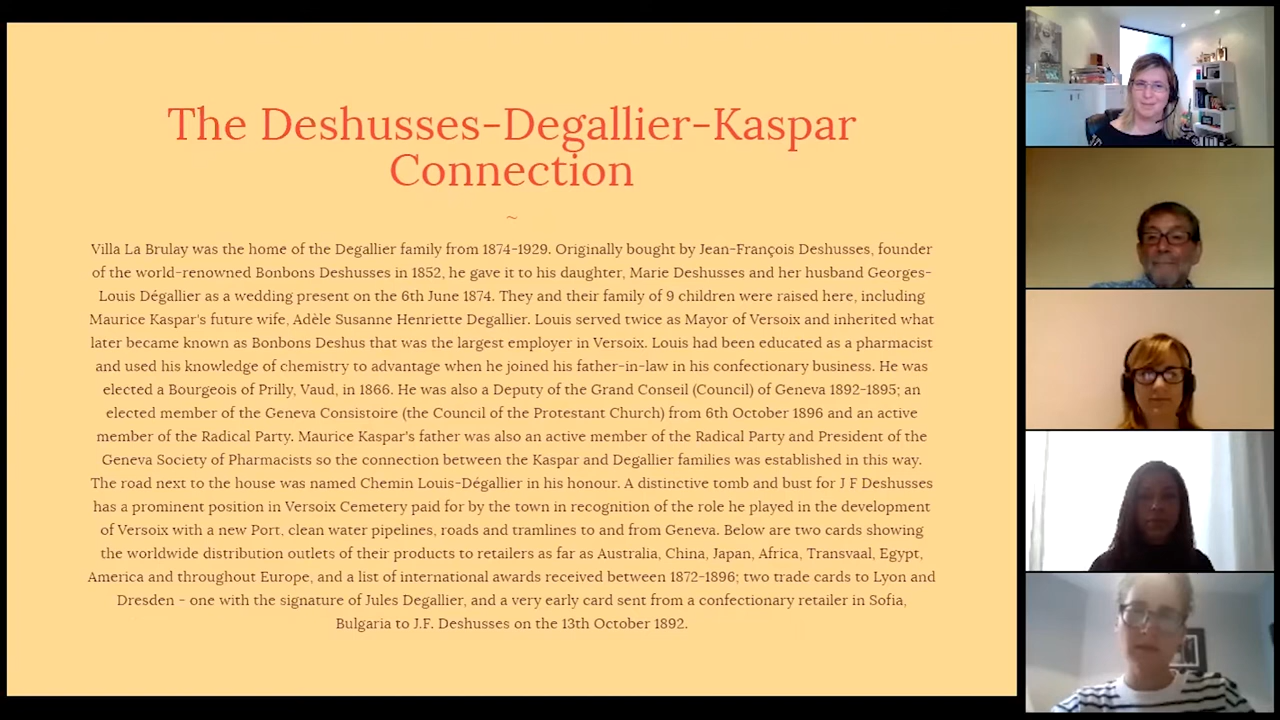 The Deshusses-Degallier-Kaspar
Connection
~
Villa La Brulay was the home of the Degallier family from 1874-1929. Originally bought by Jean-François Deshusses, founder
of the world-renowned Bonbons Deshusses in 1852, he gave it to his daughter, Marie Deshusses and her husband Georges-
Louis Dégallier as a wedding present on the 6th June 1874. They and their family of 9 children were raised here, including
Maurice Kaspar's future wife, Adèle Susanne Henriette Degallier. Louis served twice as Mayor of Versoix and inherited what
later became known as Bonbons Deshus that was the largest employer in Versoix. Louis had been educated as a pharmacist
and used his knowledge of chemistry to advantage when he joined his father-in-law in his confectionary business. He was
elected a Bourgeois of Prilly, Vaud, in 1866. He was also a Deputy of the Grand Conseil (Council) of Geneva 1892-1895; an
elected member of the Geneva Consistoire (the Council of the Protestant Church) from 6th October 1896 and an active
member of the Radical Party. Maurice Kaspar's father was also an active member of the Radical Party and President of the
Geneva Society of Pharmacists so the connection between the Kaspar and Degallier families was established in this way.
The road next to the house was named Chemin Louis-Dégallier in his honour. A distinctive tomb and bust for J F Deshusses
has a prominent position in Versoix Cemetery paid for by the town in recognition of the role he played in the development
of Versoix with a new Port, clean water pipelines, roads and tramlines to and from Geneva. Below are two cards showing
the worldwide distribution outlets of their products to retailers as far as Australia, China, Japan, Africa, Transvaal, Egypt,
America and throughout Europe, and a list of international awards received between 1872-1896; two trade cards to Lyon and
Dresden - one with the signature of Jules Degallier, and a very early card sent from a confectionary retailer in Sofia,
Bulgaria to J.F. Deshusses on the 13th October 1892.